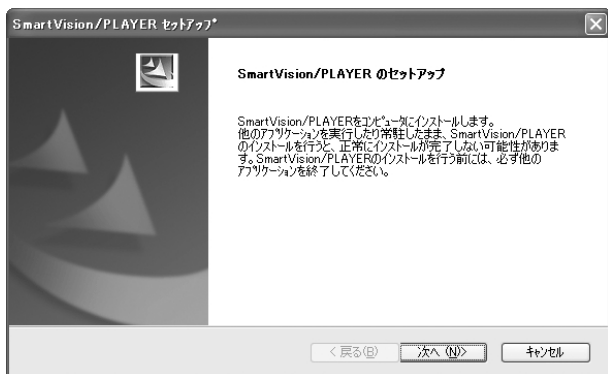 SmartVision/PLAYER ｾｯﾄｱｯﾌﾟ
SmartVision/PLAYER のｾｯﾄｱｯﾌﾟ
SmartVision/PLAYERをｺﾝﾋﾟｭｰﾀにｲﾝｽﾄｰﾙします。
他のｱﾌﾟﾘｹｰｼｮﾝを実行したり常駐したまま、SmartVision/PLAYER
のｲﾝｽﾄｰﾙを行うと、正常にｲﾝｽﾄｰﾙが完了しない可能性がありま
す。SmartVision/PLAYERのｲﾝｽﾄｰﾙを行う前には、必ず他の
ｱﾌﾟﾘｹｰｼｮﾝを終了してください。
< 戻る(B)
次へ (N)>
ｷｬﾝｾﾙ